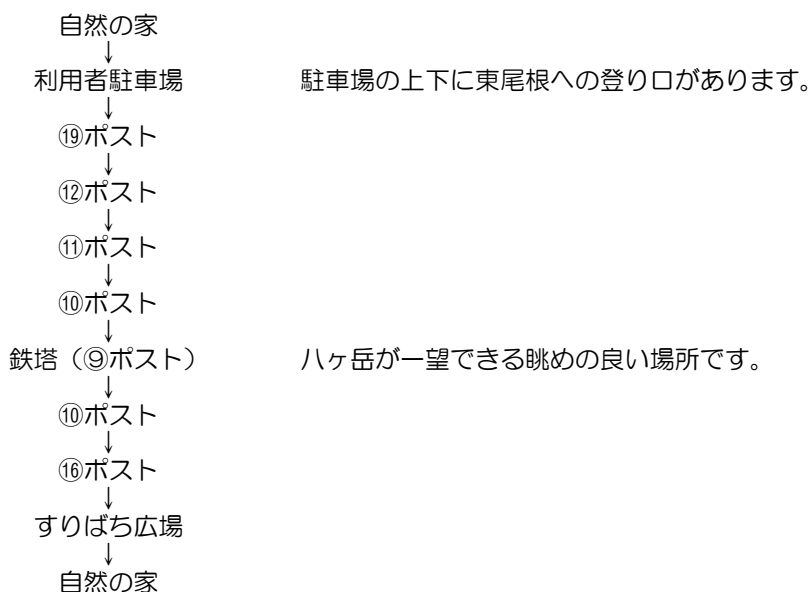 自然の家
↓
利用者駐車場 駐車場の上下に東尾根への登り口があります。
↓
⑲ポスト
↓
⑫ポスト
↓
⑪ポスト
↓
⑩ポスト
↓
鉄塔（⑨ポスト） 八ヶ岳が一望できる眺めの良い場所です。
↓
⑩ポスト
↓
⑯ポスト
↓
すりばち広場
↓
自然の家